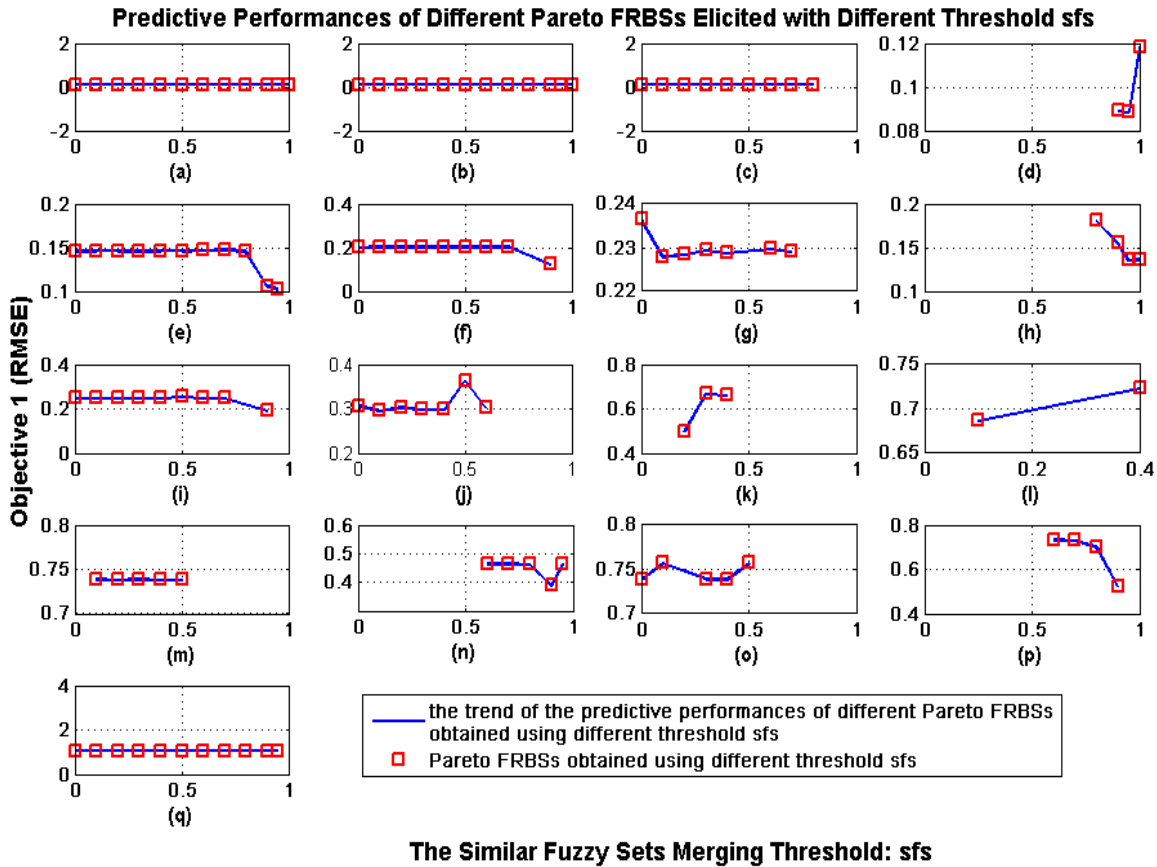 Predictive Performances of Different Pareto FRBSs Elicited with Different Threshold sfs
2
0
−2
0 0.5 1
(a)
2
0
−2
0 0.5 1
(b)
2
0
−2
0 0.5 1
(c)
0.12
0.1
0.08
0 0.5 1
(d)
0.2
0.15
0.1
0 0.5 1
(e)
0.4
0.2
0
0 0.5 1
(f)
0.24
0.23
0.22
0 0.5 1
(g)
0.2
0.15
0.1
0 0.5 1
(h)
Objective 1 (RMSE)
0.4
0.2
0
0 0.5 1
(i)
0.4
0.3
0.2
0 0.5 1
(j)
0.8
0.6
0.4
0 0.5 1
(k)
0.75
0.7
0.65
0 0.2 0.4
(l)
0.8
0.75
0.7
0 0.5 1
(m)
0.6
0.5
0.4
0 0.5 1
(n)
0.8
0.75
0.7
0 0.5 1
(o)
0.8
0.6
0.4
0 0.5 1
(p)
4
2
0
0 0.5 1
(q)
the trend of the predictive performances of different Pareto FRBSs
obtained using different threshold sfs
Pareto FRBSs obtained using different threshold sfs
The Similar Fuzzy Sets Merging Threshold: sfs